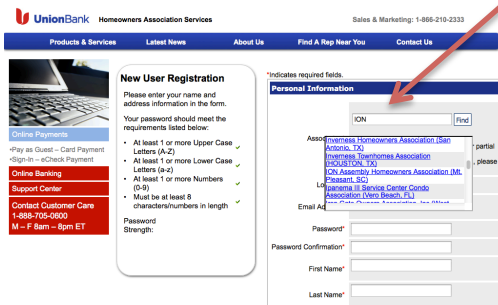 UnionBank Homeowners Association Services
Sales & Marketing: 1-866-210-2333
Products & Services Latest News About Us Find A Rep Near You Contact Us
Online Payments
•Pay as Guest – Card Payment
•Sign-In – eCheck Payment
Online Banking
Support Center
Contact Customer Care
1-888-705-0600
M – F 8am – 8pm ET
New User Registration
Please enter your name and
address information in the form.
Your password should meet the
requirements listed below:
• At least 1 or more Upper Case
Letters (A-Z)
• At least 1 or more Lower Case
Letters (a-z)
• At least 1 or more Numbers
(0-9)
• Must be at least 8
characters/numbers in length
Password
Strength:
*Indicates required fields.
Personal Information
ION Find
Inverness Homeowners Association (San
Antonio, TX)
Inverness Townhomes Association
(HOUSTON, TX)
ION Assembly Homeowners Association (Mt.
Pleasant, SC)
Ipanema III Service Center Condo
Association (Vero Beach, FL)
partial
, please
Email Ad
Password*
Password Confirmation*
First Name*
Last Name*